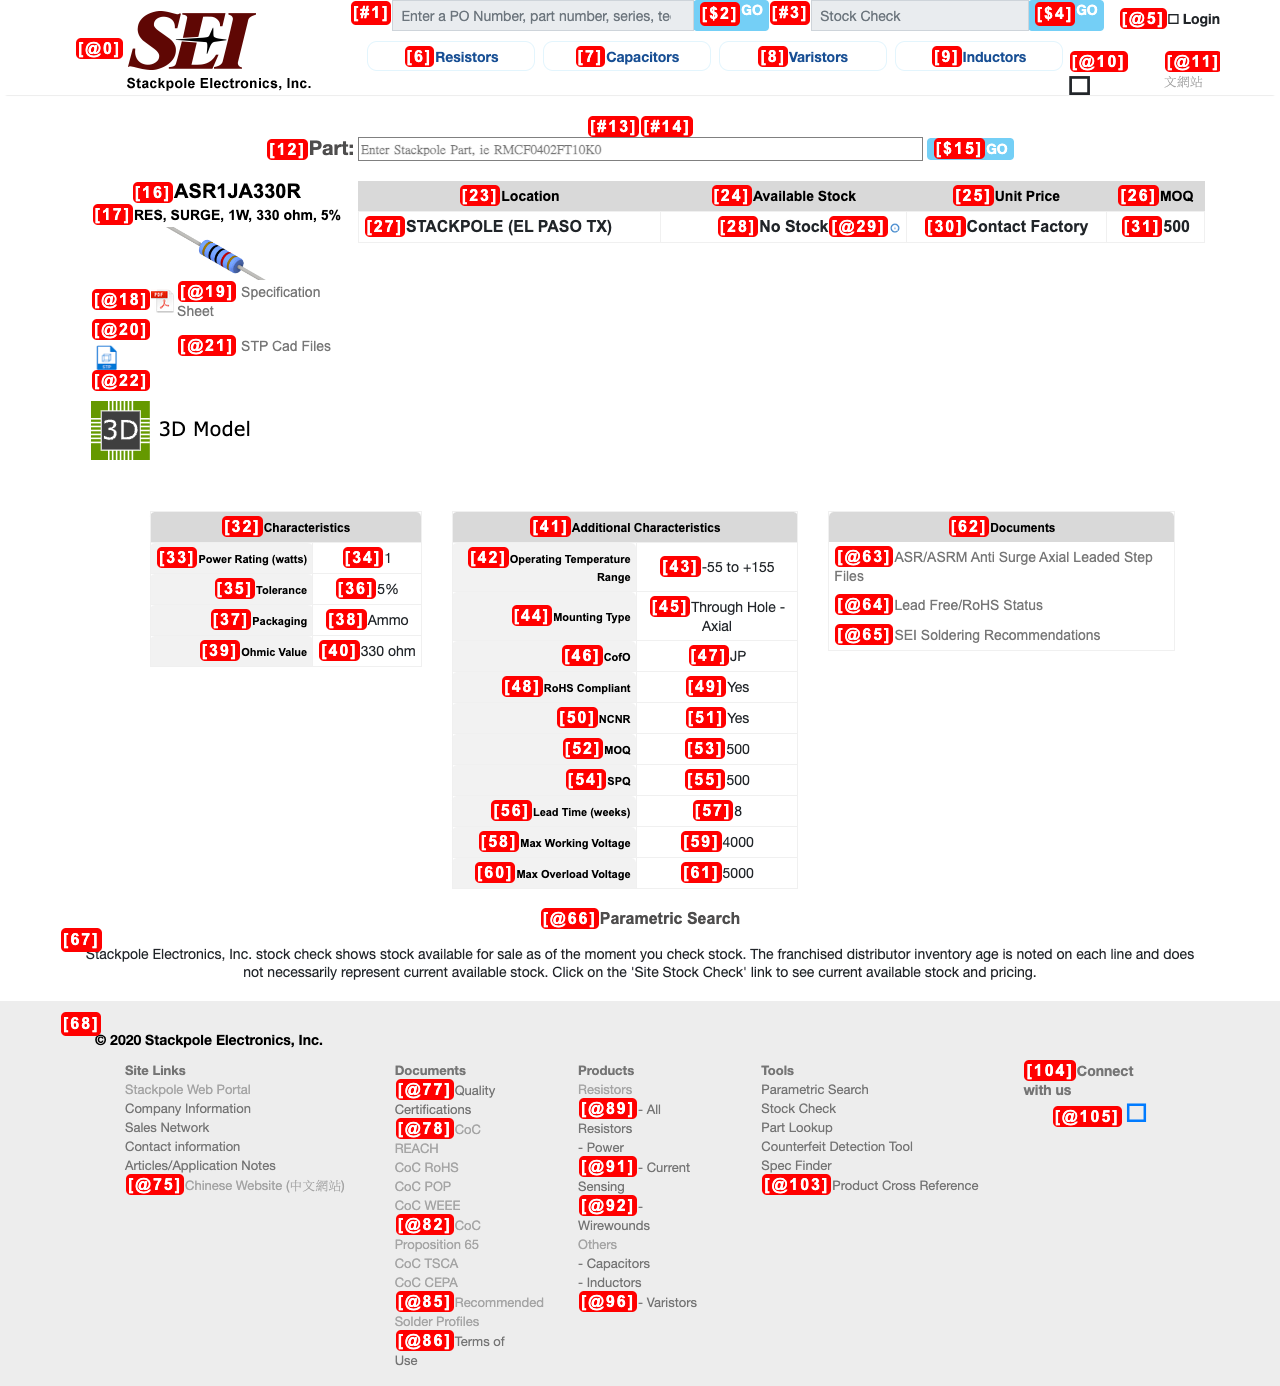 [@0] SEI
Stackpole Electronics, Inc.
[#1] Enter a PO Number, part number, series, te [$2] GO [#3] Stock Check [$4] GO [@5] Login
[6] Resistors [7] Capacitors [8] Varistors [9] Inductors [@10] [@11]
文網站
[#13] [#14]
[12] Part: Enter Stackpole Part, ie RMCF0402FT10K0 [$15] GO
[16] ASR1JA330R
[17] RES, SURGE, 1W, 330 ohm, 5%
[23] Location [24] Available Stock [25] Unit Price [26] MOQ
[27] STACKPOLE (EL PASO TX) [28] No Stock [@29] [30] Contact Factory [31] 500
[@18] PDF [@19] Specification
Sheet
[@20]
STP [@21] STP Cad Files
[@22]
3D 3D Model
[32] Characteristics
[33] Power Rating (watts) [34] 1
[35] Tolerance [36] 5%
[37] Packaging [38] Ammo
[39] Ohmic Value [40] 330 ohm
[41] Additional Characteristics
[42] Operating Temperature
Range [43] -55 to +155
[44] Mounting Type [45] Through Hole -
Axial
[46] CofO [47] JP
[48] RoHS Compliant [49] Yes
[50] NCNR [51] Yes
[52] MOQ [53] 500
[54] SPQ [55] 500
[56] Lead Time (weeks) [57] 8
[58] Max Working Voltage [59] 4000
[60] Max Overload Voltage [61] 5000
[62] Documents
[@63] ASR/ASRM Anti Surge Axial Leaded Step
Files
[@64] Lead Free/RoHS Status
[@65] SEI Soldering Recommendations
[@66] Parametric Search
[67]
Stackpole Electronics, Inc. stock check shows stock available for sale as of the moment you check stock. The franchised distributor inventory age is noted on each line and does
not necessarily represent current available stock. Click on the 'Site Stock Check' link to see current available stock and pricing.
[68]
© 2020 Stackpole Electronics, Inc.
Site Links
Stackpole Web Portal
Company Information
Sales Network
Contact information
Articles/Application Notes
[@75] Chinese Website (中文網站)
Documents
[@77] Quality
Certifications
[@78] CoC
REACH
CoC RoHS
CoC POP
CoC WEEE
[@82] CoC
Proposition 65
CoC TSCA
CoC CEPA
[@85] Recommended
Solder Profiles
[@86] Terms of
Use
Products
Resistors
[@89] - All
Resistors
- Power
[@91] - Current
Sensing
[@92] -
Wirewounds
Others
- Capacitors
- Inductors
[@96] - Varistors
Tools
Parametric Search
Stock Check
Part Lookup
Counterfeit Detection Tool
Spec Finder
[@103] Product Cross Reference
[104] Connect
with us
[@105]